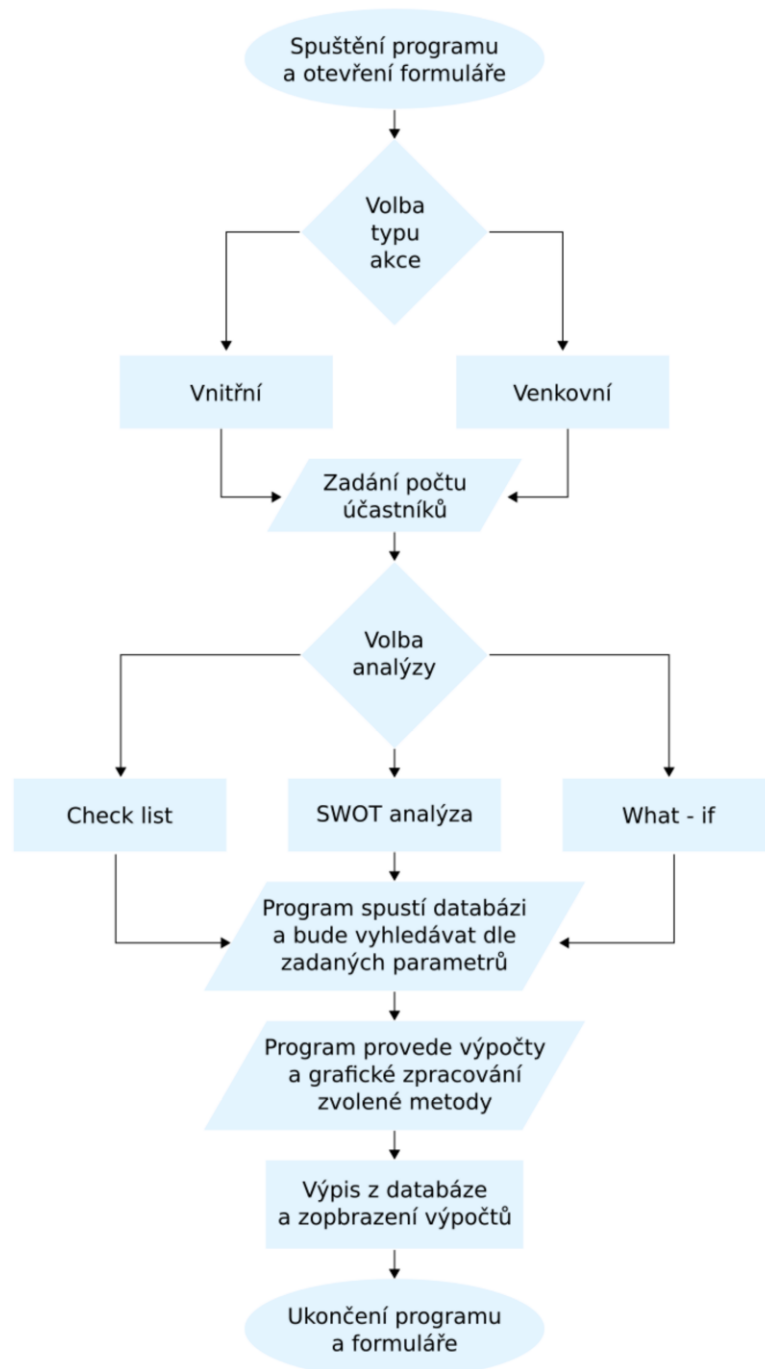 Spuštění programu
a otevření formuláře
Volba
typu
akce
Vnitřní
Venkovní
Zadání počtu
účastníků
Volba
analýzy
Check list
SWOT analýza
What - if
Program spustí databázi
a bude vyhledávat dle
zadaných parametrů
Program provede výpočty
a grafické zpracování
zvolené metody
Výpis z databáze
a zopbrazení výpočtů
Ukončení programu
a formuláře